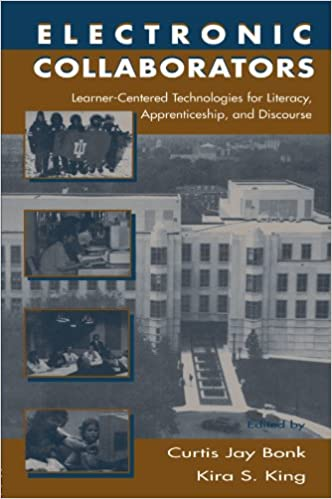 ELECTRONIC
COLLABORATORS
Learner-Centered Technologies for Literacy,
Apprenticeship, and Discourse
Edited by
Curtis Jay Bonk
Kira S. King